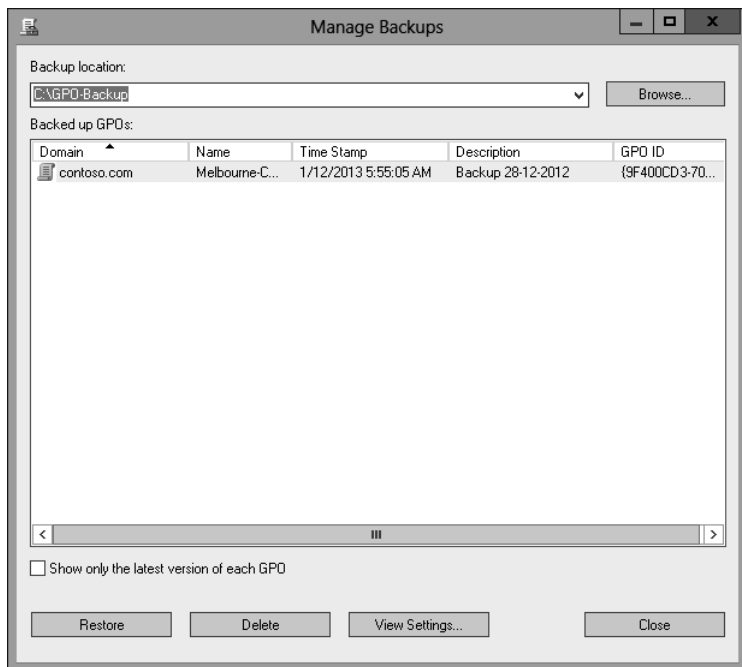 Manage Backups
Backup location:
C:\GPO-Backup
Browse...
Backed up GPOs:
Domain Name Time Stamp Description GPO ID
contoso.com Melbourne-C... 1/12/2013 5:55:05 AM Backup 28-12-2012 {9F400CD3-70...
Show only the latest version of each GPO
Restore Delete View Settings... Close